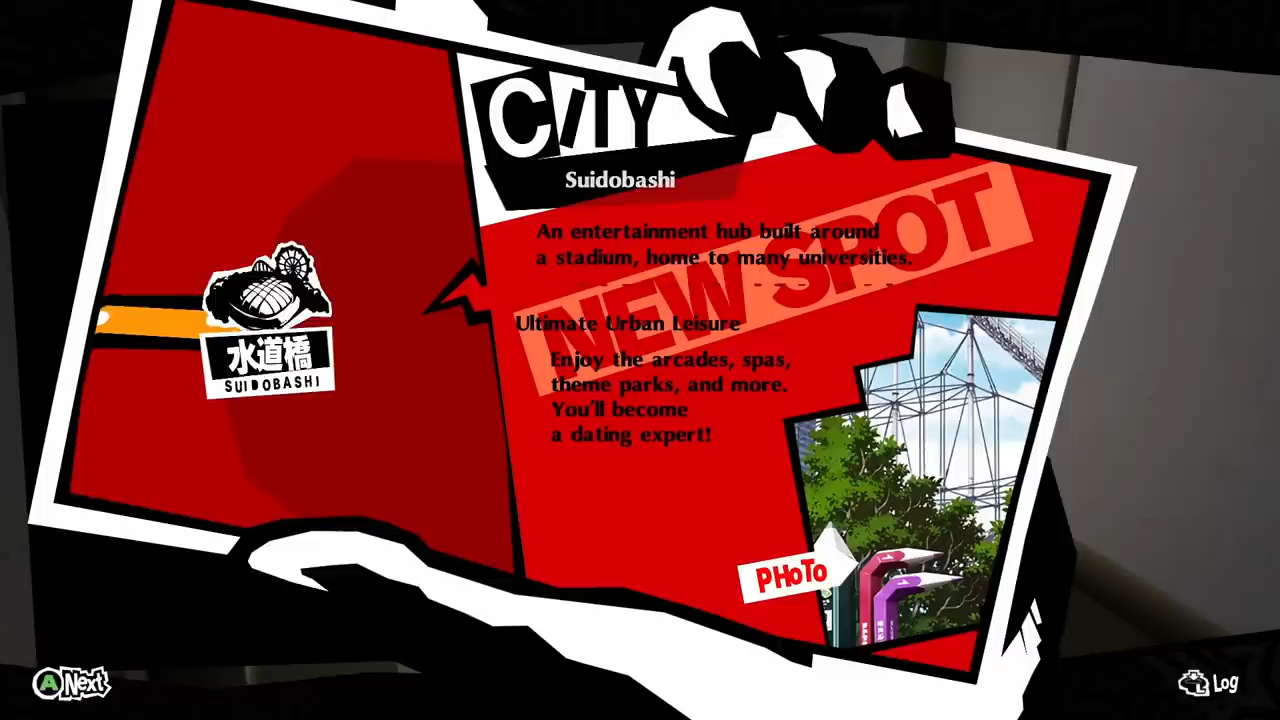 CITY
Suidobashi
NEW SPOT
An entertainment hub built around
a stadium, home to many universities.
Ultimate Urban Leisure
Enjoy the arcades, spas,
theme parks, and more.
You'll become
a dating expert!
水道橋
SUIDOBASHI
PHoTo
A Next
L Log